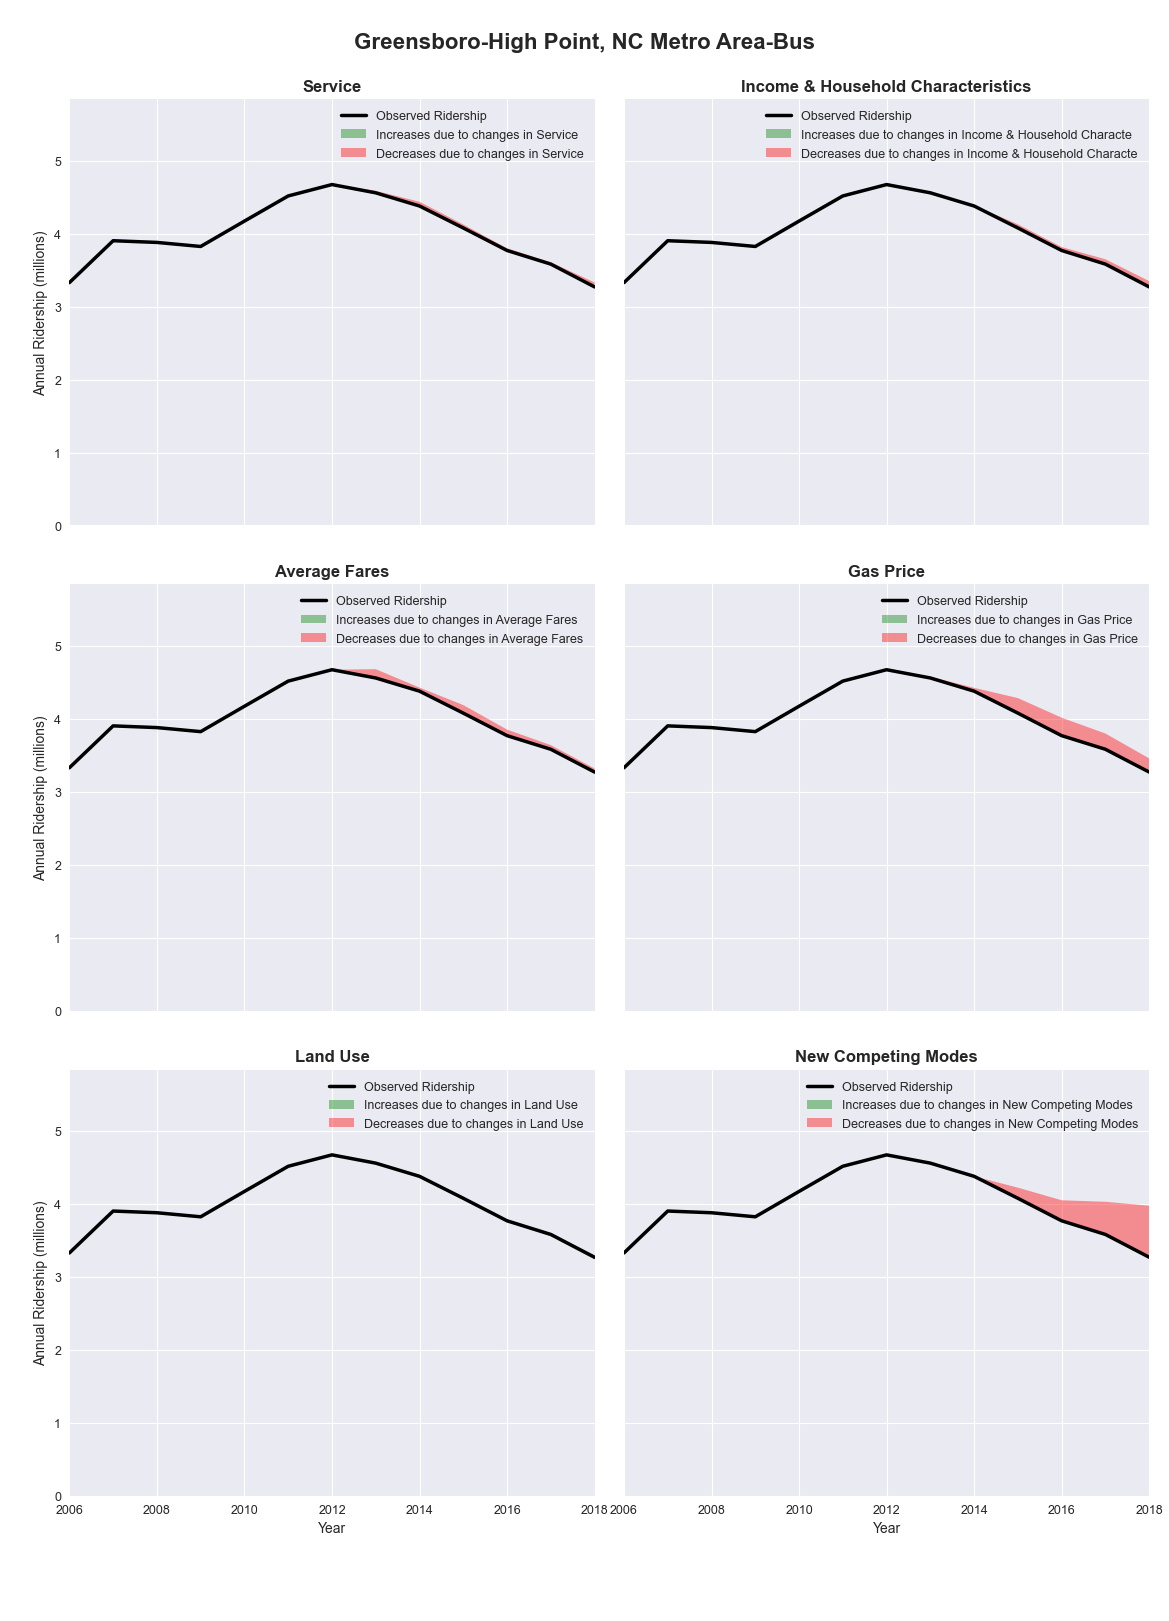 Greensboro-High Point, NC Metro Area-Bus
Service
Observed Ridership
Increases due to changes in Service
Decreases due to changes in Service
5
4
3
2
1
0
Annual Ridership (millions)
Income & Household Characteristics
Observed Ridership
Increases due to changes in Income & Household Characte
Decreases due to changes in Income & Household Characte
Average Fares
Observed Ridership
Increases due to changes in Average Fares
Decreases due to changes in Average Fares
5
4
3
2
1
0
Annual Ridership (millions)
Gas Price
Observed Ridership
Increases due to changes in Gas Price
Decreases due to changes in Gas Price
Land Use
Observed Ridership
Increases due to changes in Land Use
Decreases due to changes in Land Use
5
4
3
2
1
0
Annual Ridership (millions)
2006 2008 2010 2012 2014 2016 2018
Year
New Competing Modes
Observed Ridership
Increases due to changes in New Competing Modes
Decreases due to changes in New Competing Modes
2006 2008 2010 2012 2014 2016 2018
Year